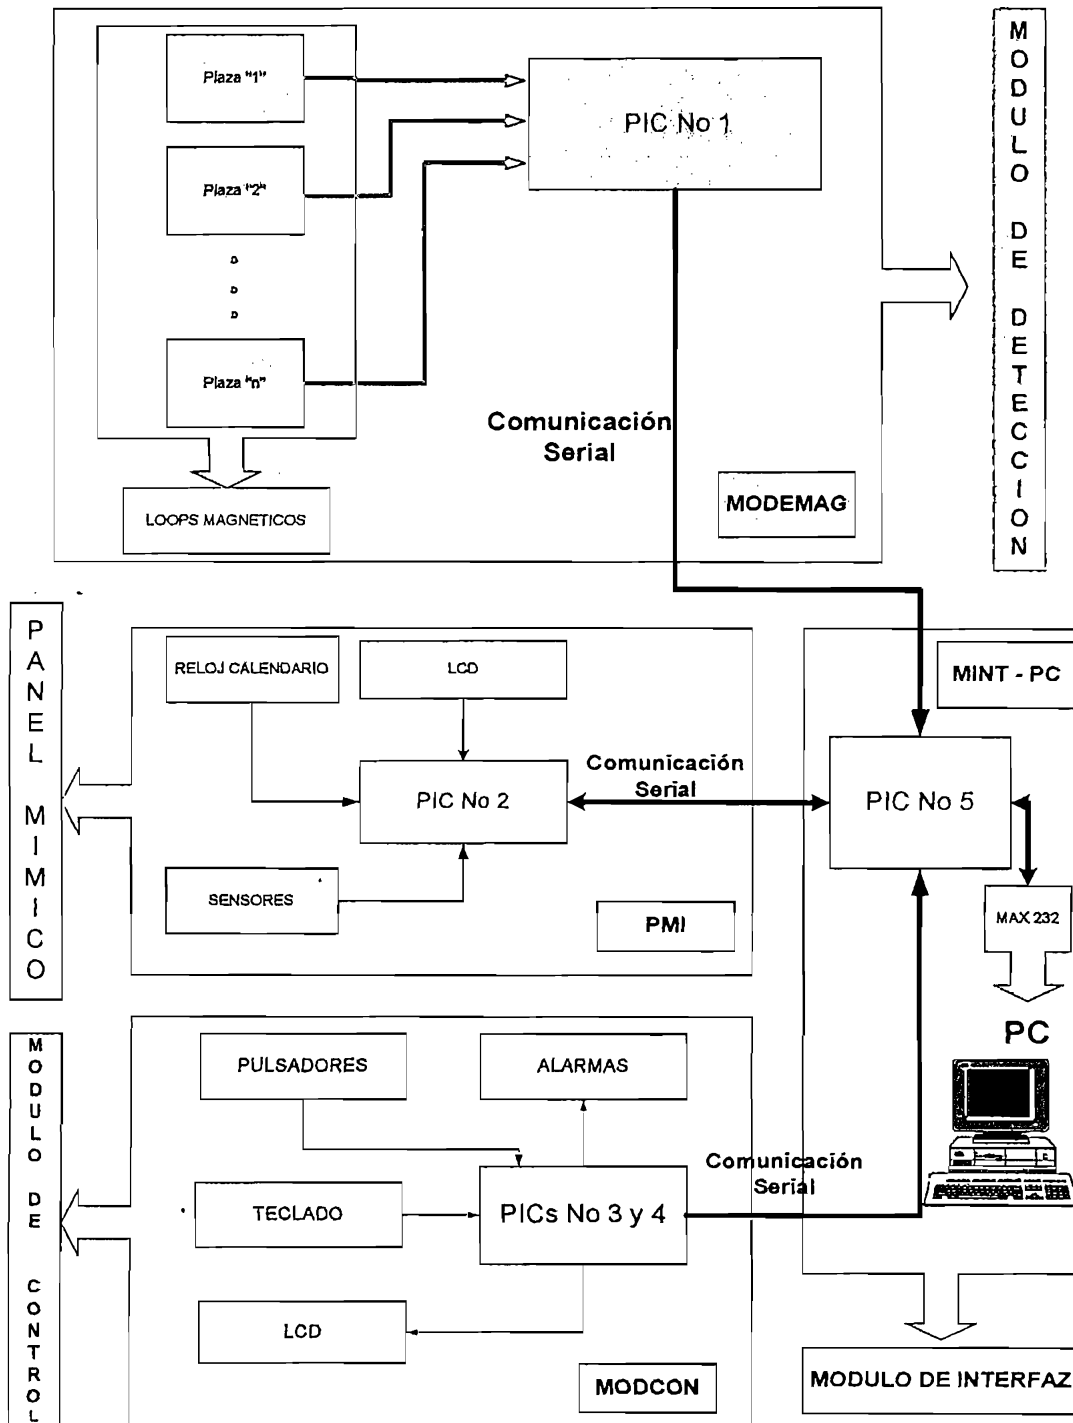 Plaza "1"
Plaza "2"
Plaza "n"
LOOPS MAGNETICOS
PIC No 1
Comunicación
Serial
MODEMAG
MODULO DE DETECCION
PANEL MIMICO
RELOJ CALENDARIO
LCD
PIC No 2
SENSORES
PMI
Comunicación
Serial
MINT - PC
PIC No 5
MAX 232
PC
MODULO DE CONTROL
PULSADORES
ALARMAS
TECLADO
PICs No 3 y 4
LCD
MODCON
Comunicación
Serial
MODULO DE INTERFAZ